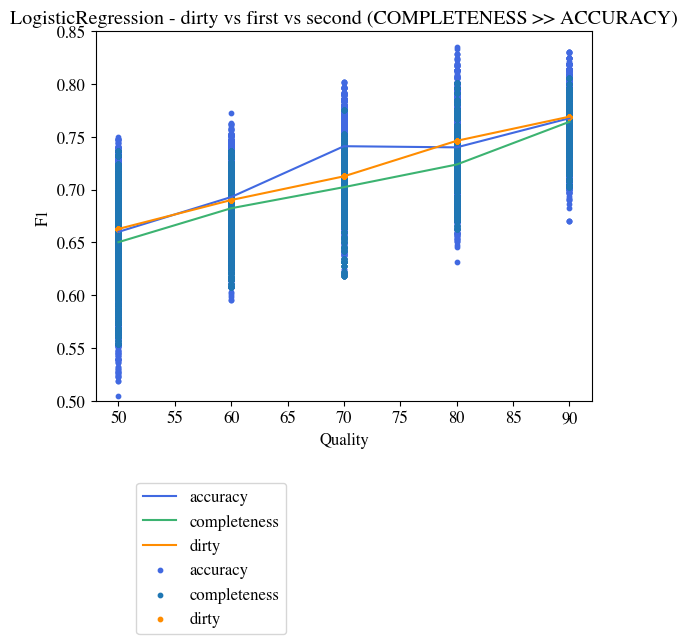 LogisticRegression - dirty vs first vs second (COMPLETENESS >> ACCURACY)
0.85
0.80
0.75
0.70
0.65
0.60
0.55
0.50
F1
50 55 60 65 70 75 80 85 90
Quality
accuracy
completeness
dirty
accuracy
completeness
dirty